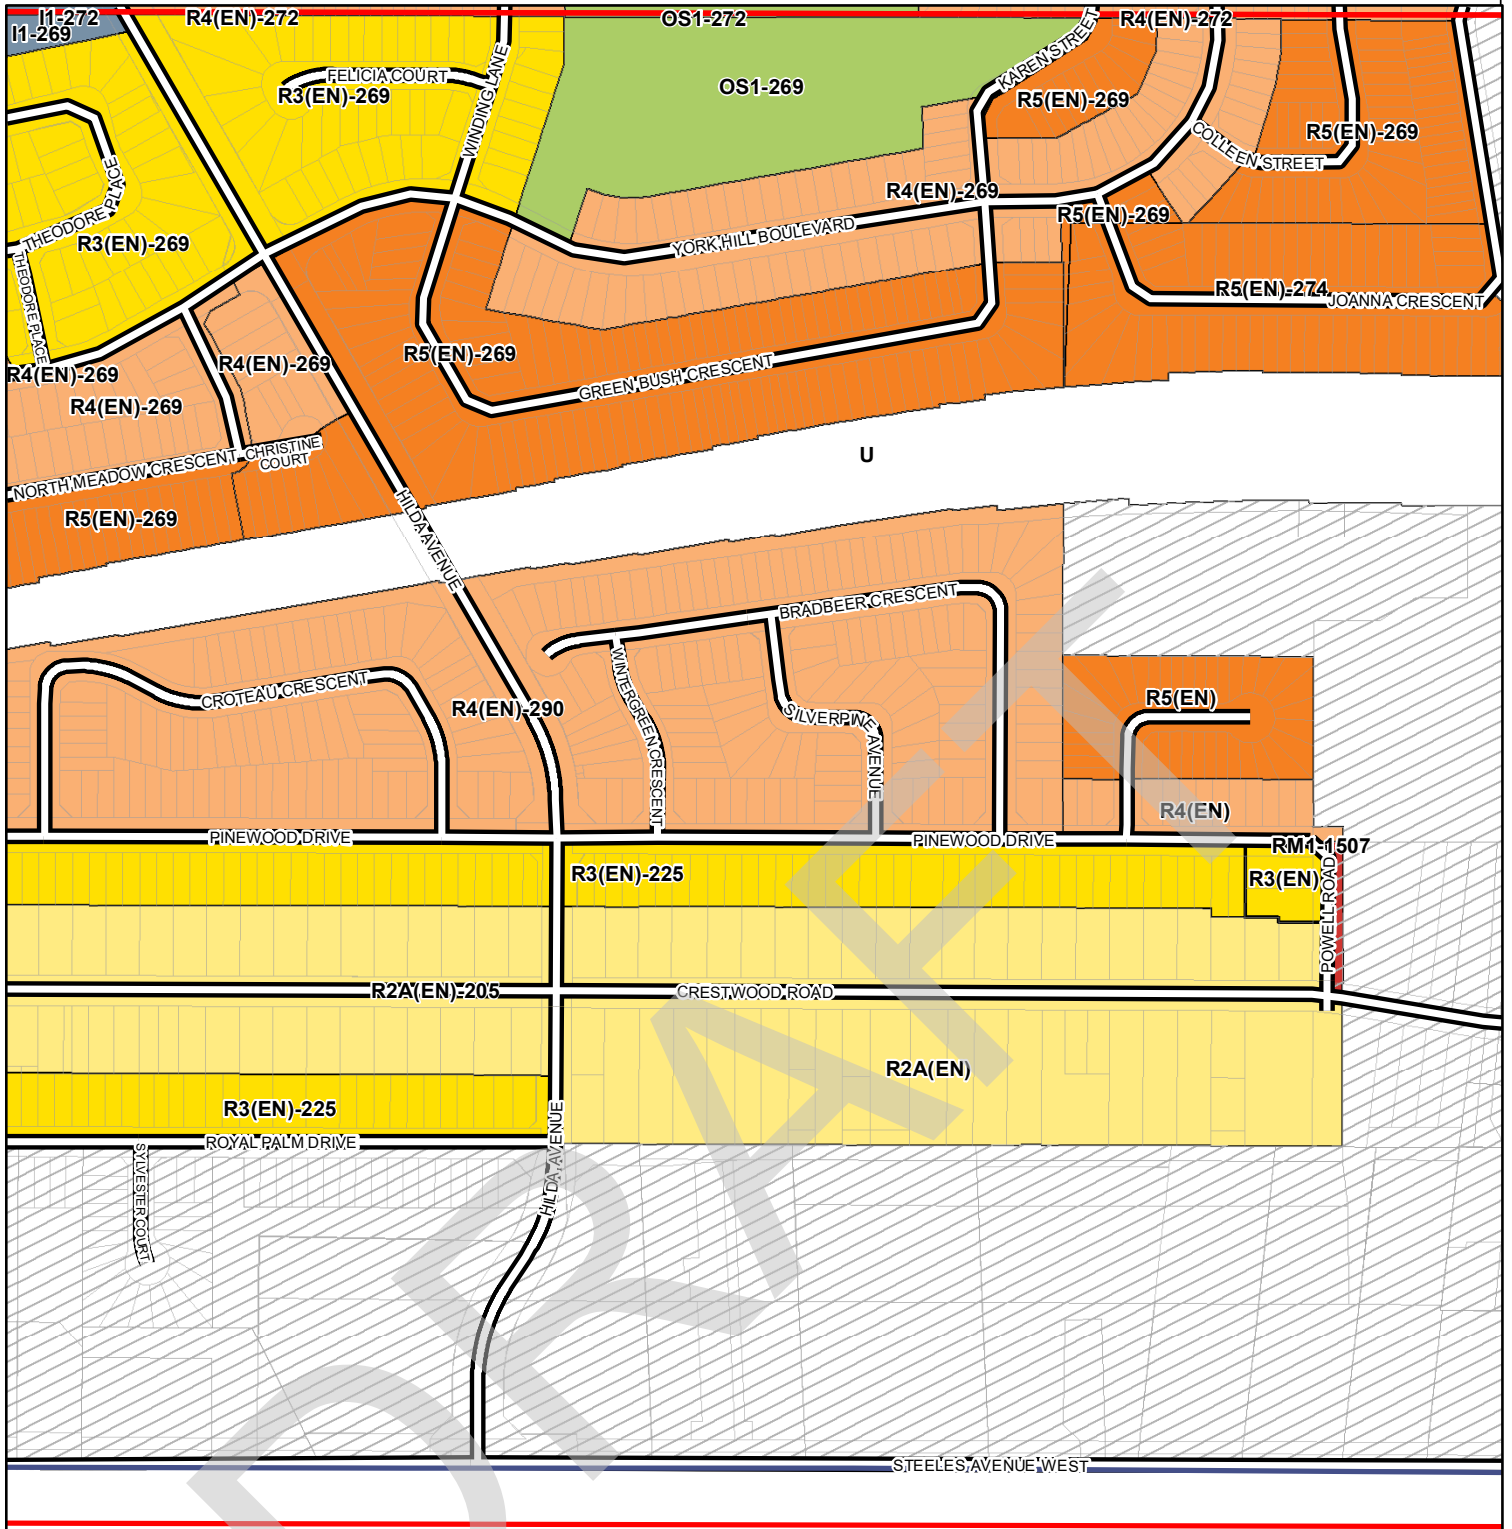 I1-272
R4(EN)-272
OS1-272
R4(EN)-272
I1-269
KAREN STREET
FELICIA COURT
R3(EN)-269
WINDING LANE
OS1-269
R5(EN)-269
R5(EN)-269
COLLEEN STREET
THEODORE PLACE
THEODORE PLACE
R3(EN)-269
THEODORE PLACE
R4(EN)-269
R5(EN)-269
YORK HILL BOULEVARD
R5(EN)-274
JOANNA CRESCENT
R4(EN)-269
R4(EN)-269
R4(EN)-269
R5(EN)-269
GREEN BUSH CRESCENT
NORTH MEADOW CRESCENT
CHRISTINE
COURT
U
R5(EN)-269
HILDA AVENUE
BRADBEER CRESCENT
CROTEAU CRESCENT
R4(EN)-290
WINTERGREEN CRESCENT
SILVERPINE AVENUE
R5(EN)
R4(EN)
PINEWOOD DRIVE
PINEWOOD DRIVE
RM1-1507
R3(EN)-225
R3(EN)
POWELL ROAD
R2A(EN)-205
CRESTWOOD ROAD
R2A(EN)
R3(EN)-225
ROYAL PALM DRIVE
HILDA AVENUE
SYLVESTER COURT
STEELES AVENUE WEST
DRAFT